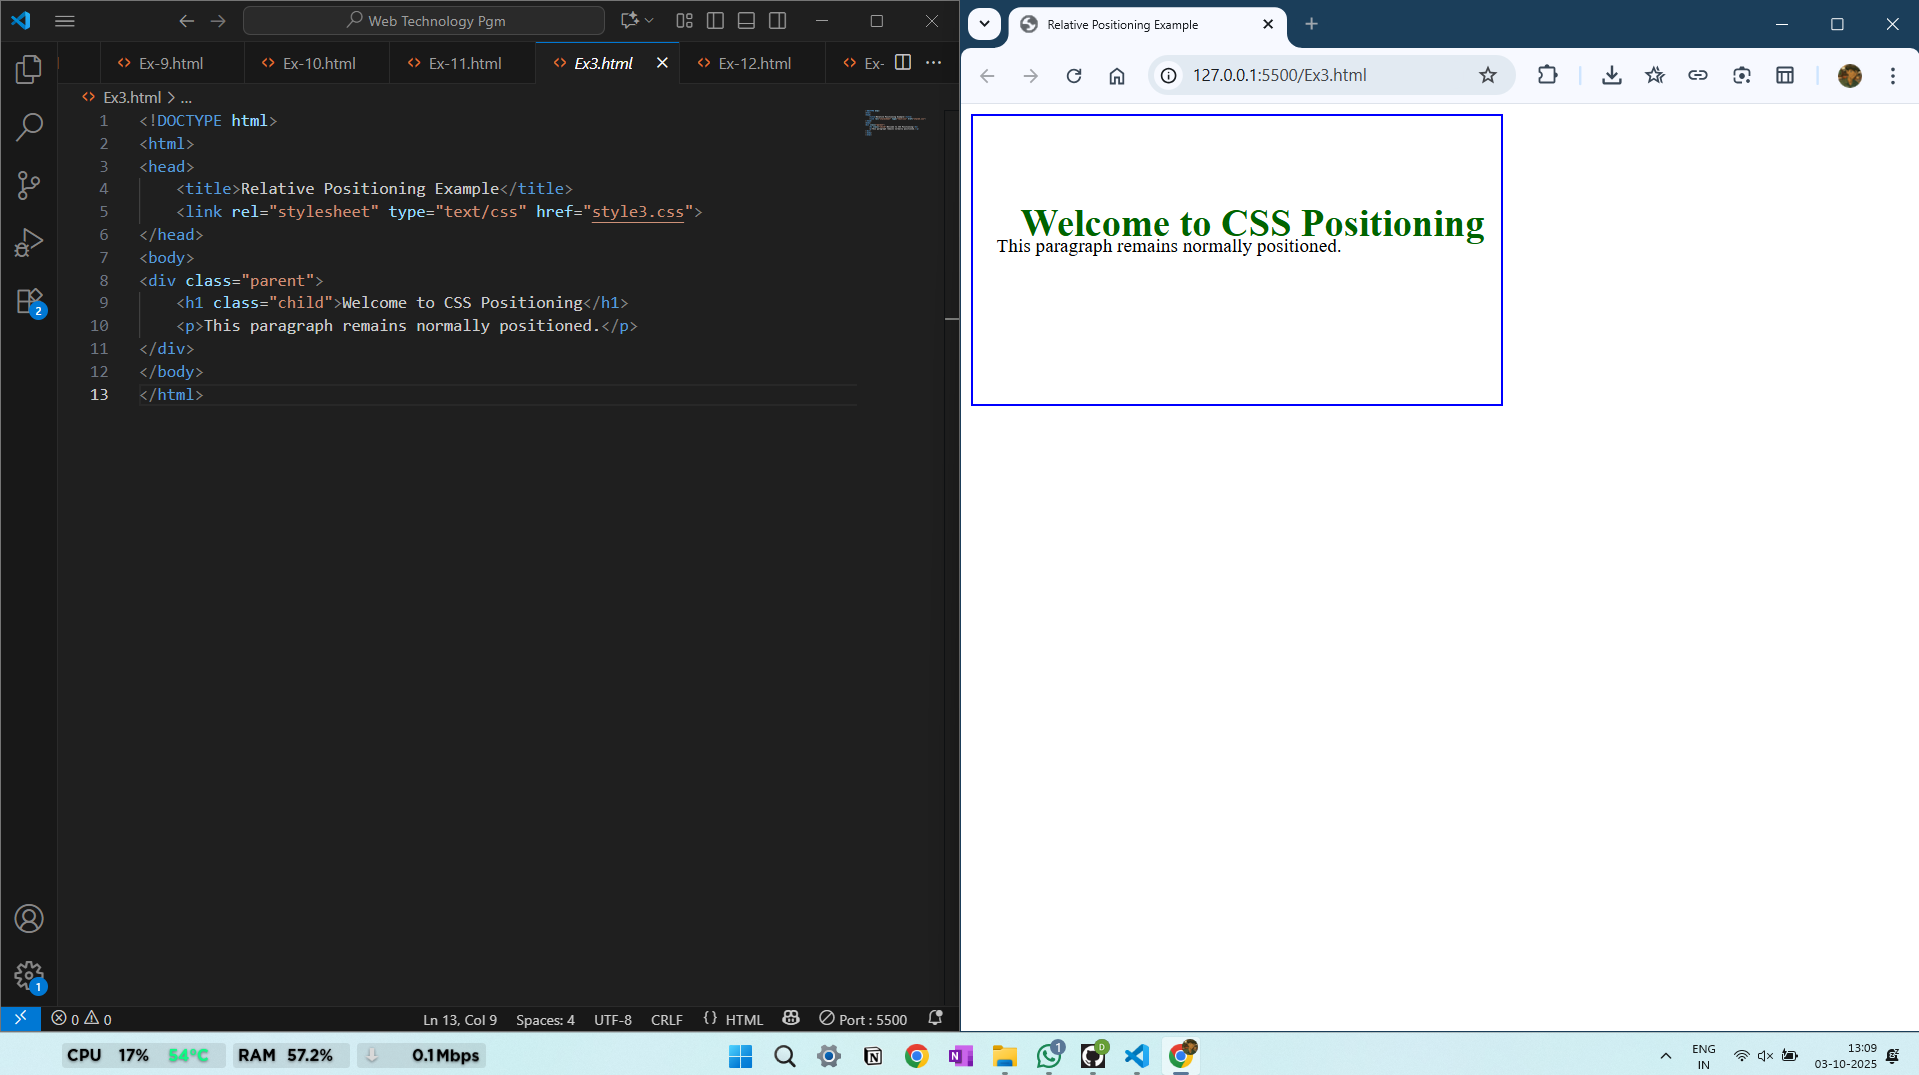 Web Technology Pgm
Ex-9.html
Ex-10.html
Ex-11.html
Ex3.html
Ex-12.html
Ex-
Ex3.html > ...
1 <!DOCTYPE html>
2 <html>
3 <head>
4 <title>Relative Positioning Example</title>
5 <link rel="stylesheet" type="text/css" href="style3.css">
6 </head>
7 <body>
8 <div class="parent">
9 <h1 class="child">Welcome to CSS Positioning</h1>
10 <p>This paragraph remains normally positioned.</p>
11 </div>
12 </body>
13 </html>
2
1
0 0
Ln 13, Col 9
Spaces: 4
UTF-8
CRLF
{} HTML
Port : 5500
Relative Positioning Example
127.0.0.1:5500/Ex3.html
Welcome to CSS Positioning
This paragraph remains normally positioned.
CPU 17% 54°C
RAM 57.2%
0.1 Mbps
1
D
ENG
IN
13:09
03-10-2025